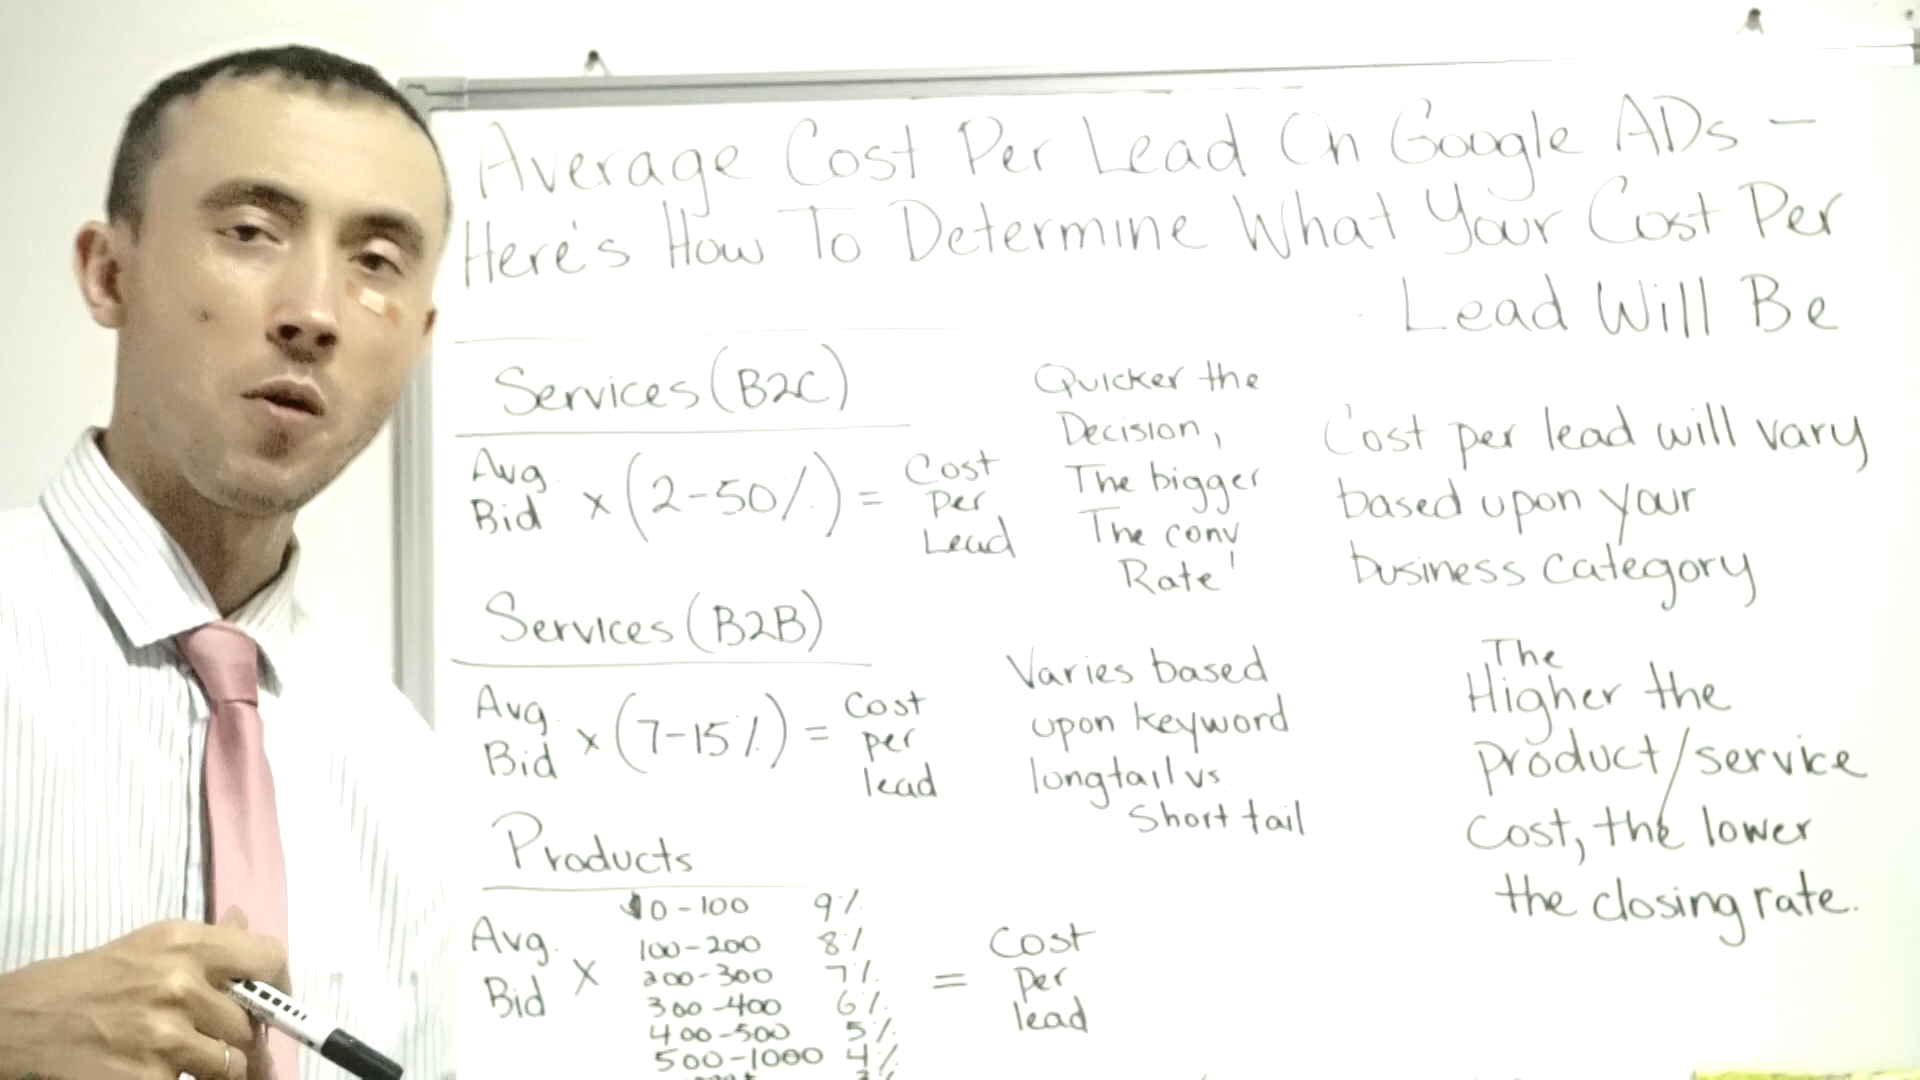 Average Cost Per Lead On Google ADs -
Here's How To Determine What Your Cost Per
Lead Will Be
Services (B2C)
Avg
Bid x (2-50%) = Cost
Per
Lead
Quicker the
Decision,
The bigger
The conv
Rate!
Cost per lead will vary
based upon your
business category
Services (B2B)
Avg
Bid x (7-15%) = Cost
per
lead
Varies based
upon keyword
longtail vs
Short tail
The
Higher the
product/service
Cost, the lower
the closing rate.
Products
Avg.
Bid x
$0-100 9%
100-200 8%
200-300 7%
300-400 6%
400-500 5%
500-1000 4%
= Cost
Per
lead